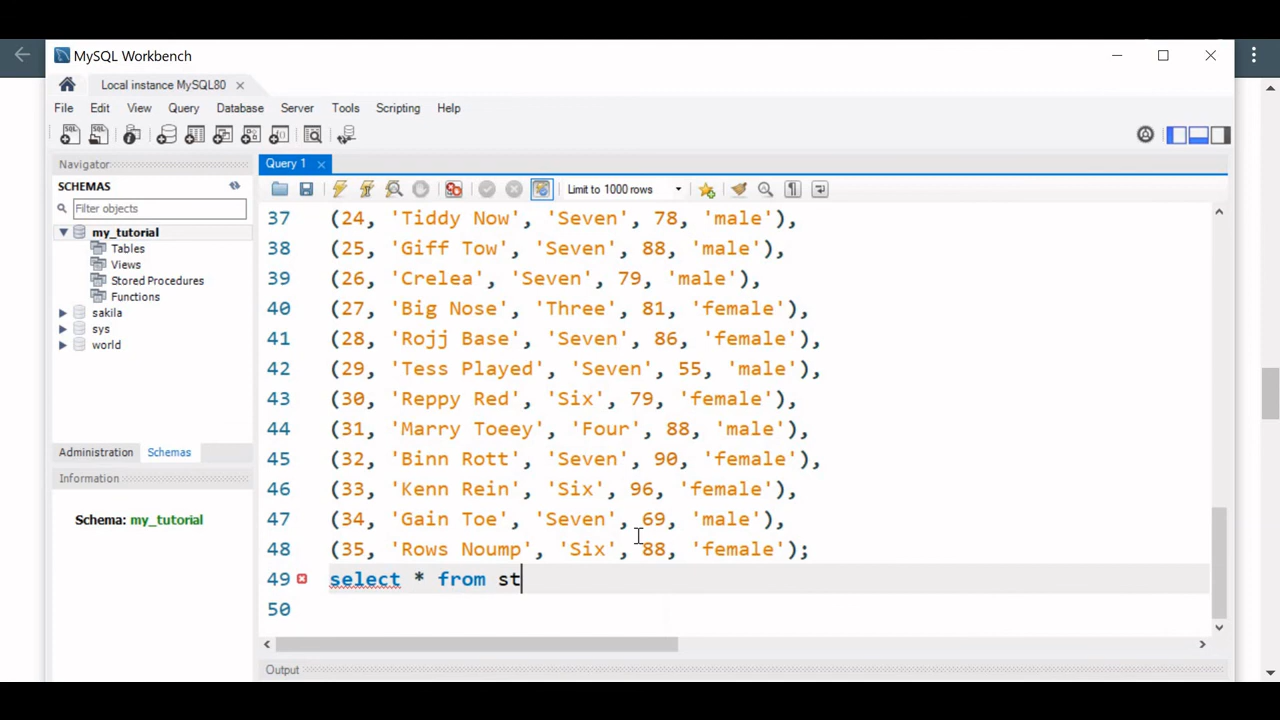 MySQL Workbench
Local instance MySQL80
File Edit View Query Database Server Tools Scripting Help
Navigator
SCHEMAS
Filter objects
my_tutorial
Tables
Views
Stored Procedures
Functions
sakila
sys
world
Administration Schemas
Information
Schema: my_tutorial
Query 1
Limit to 1000 rows
37 (24, 'Tiddy Now', 'Seven', 78, 'male'),
38 (25, 'Giff Tow', 'Seven', 88, 'male'),
39 (26, 'Crelea', 'Seven', 79, 'male'),
40 (27, 'Big Nose', 'Three', 81, 'female'),
41 (28, 'Rojj Base', 'Seven', 86, 'female'),
42 (29, 'Tess Played', 'Seven', 55, 'male'),
43 (30, 'Reppy Red', 'Six', 79, 'female'),
44 (31, 'Marry Toeey', 'Four', 88, 'male'),
45 (32, 'Binn Rott', 'Seven', 90, 'female'),
46 (33, 'Kenn Rein', 'Six', 96, 'female'),
47 (34, 'Gain Toe', 'Seven', 69, 'male'),
48 (35, 'Rows Noump', 'Six', 88, 'female');
49 select * from st
50
Output